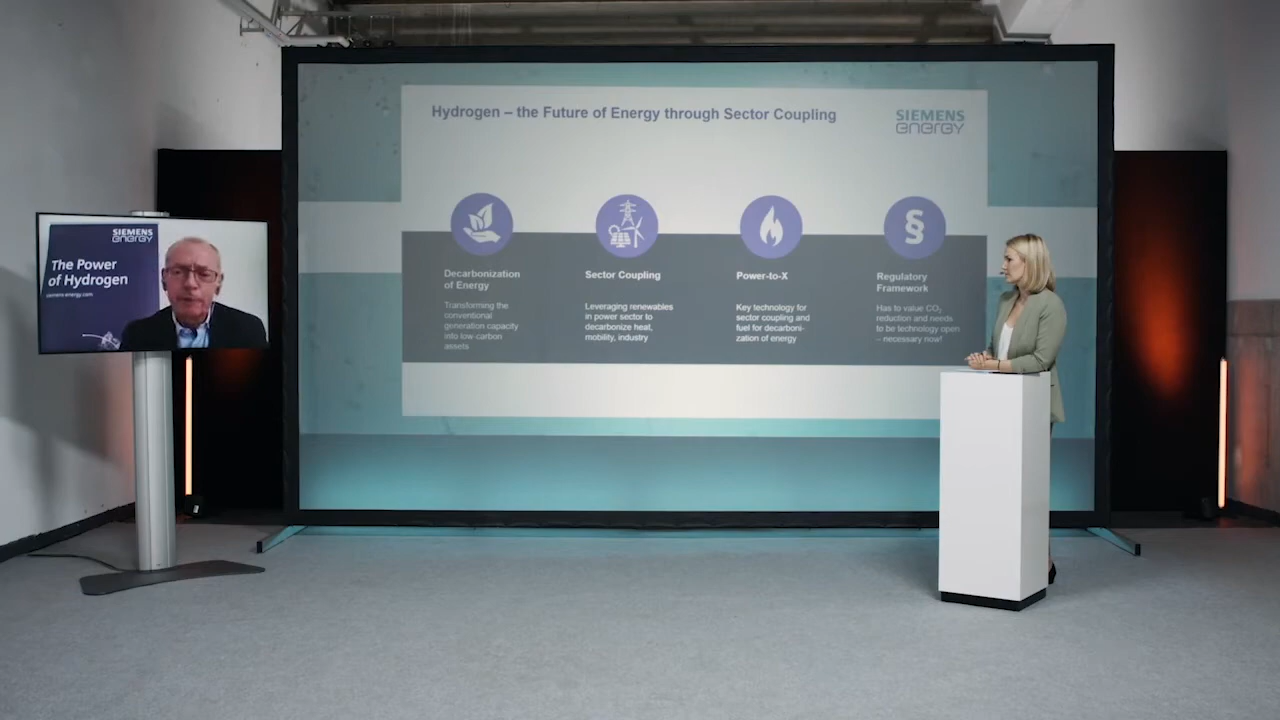 Hydrogen – the Future of Energy through Sector Coupling
SIEMENS
energy
SIEMENS
energy
The Power
of Hydrogen
siemens-energy.com
§
Decarbonization
of Energy
Transforming the
conventional
generation capacity
into low carbon
assets
Sector Coupling
Leveraging renewables
in power sector to
decarbonize heat,
mobility, industry
Power-to-X
Key technology for
sector coupling and
fuel for decarboni-
zation of energy
Regulatory
Framework
Has to value CO₂
reduction and needs
to be technology open
– necessary now!